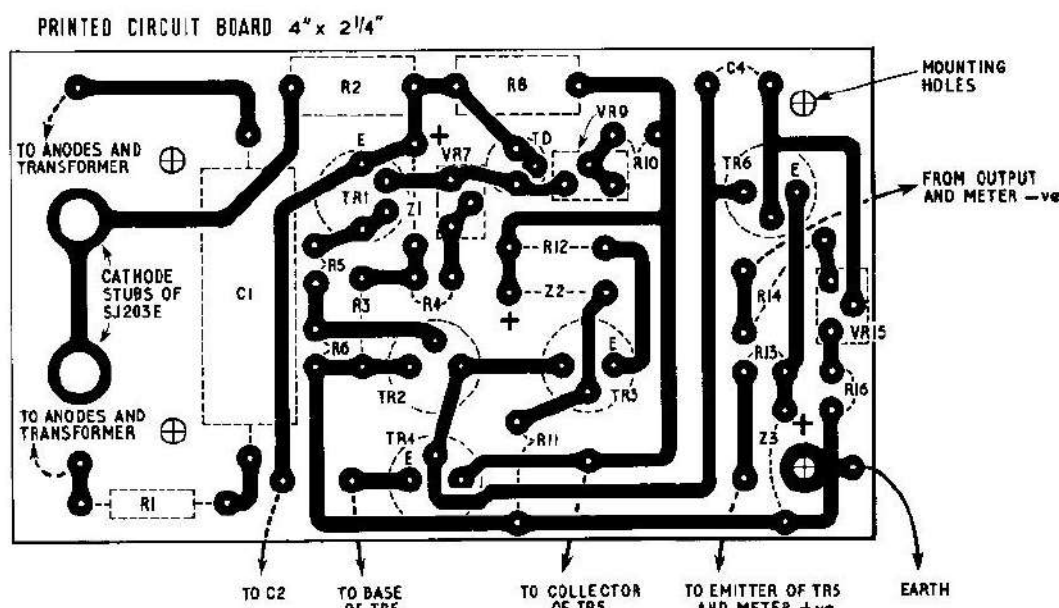 PRINTED CIRCUIT BOARD 4" x 2 1/4"
C4
MOUNTING
HOLES
R2
R8
TO ANODES AND
TRANSFORMER
E
+
VR7
TD
VR9
R10
TR6
E
FROM OUTPUT
AND METER -ve
TR1
Z1
R12
R5
CATHODE
STUBS OF
SJ203E
C1
R3
R4
Z2
R14
+
VR15
R6
E
R13
R16
TR2
TR3
TO ANODES AND
TRANSFORMER
TR4
E
R11
+
Z3
R1
TO C2
TO BASE
OF TR5
TO COLLECTOR
OF TR5
TO EMITTER OF TR5
AND METER +ve
EARTH